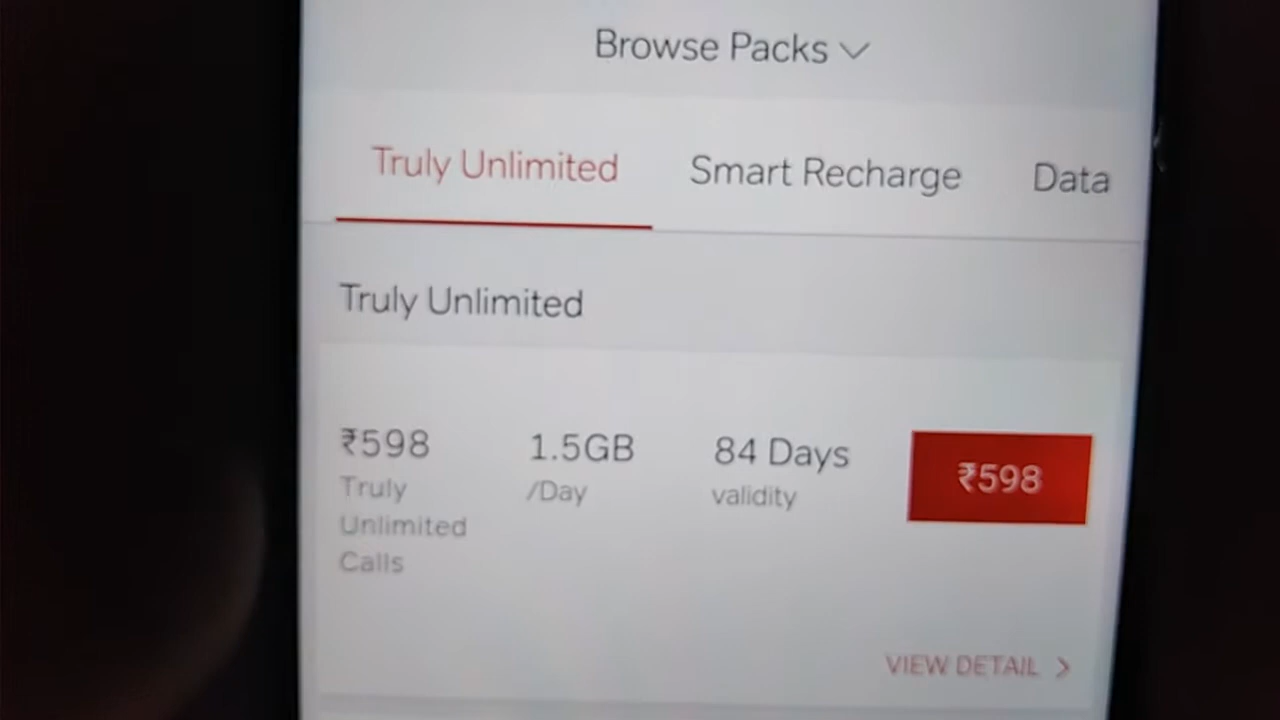 Browse Packs
Truly Unlimited Smart Recharge Data
Truly Unlimited
₹598 1.5GB 84 Days ₹598
Truly /Day validity
Unlimited
Calls
VIEW DETAIL >